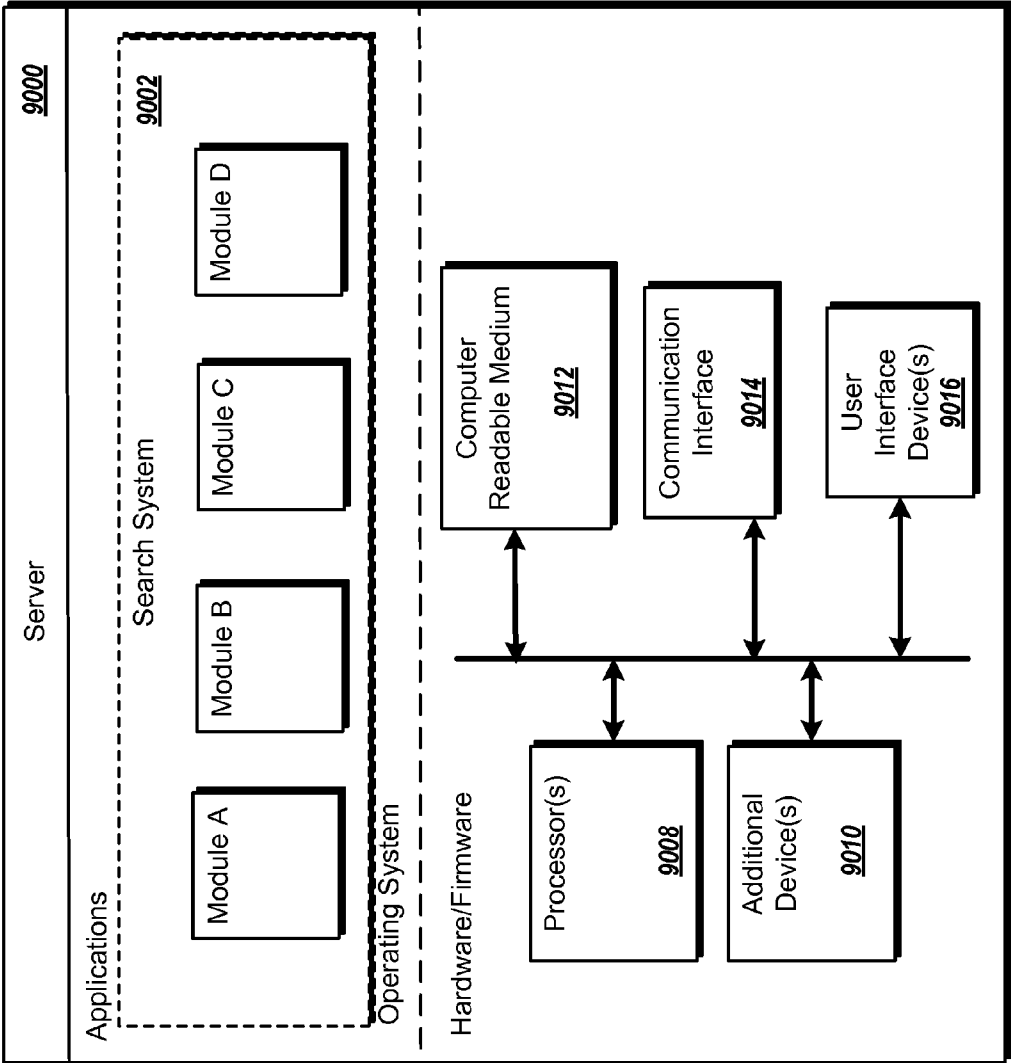 Server
9000
Applications
Search System
9002
Module A
Module B
Module C
Module D
Operating System
Hardware/Firmware
Processor(s)
9008
Additional
Device(s)
9010
Computer
Readable Medium
9012
Communication
Interface
9014
User
Interface
Device(s)
9016